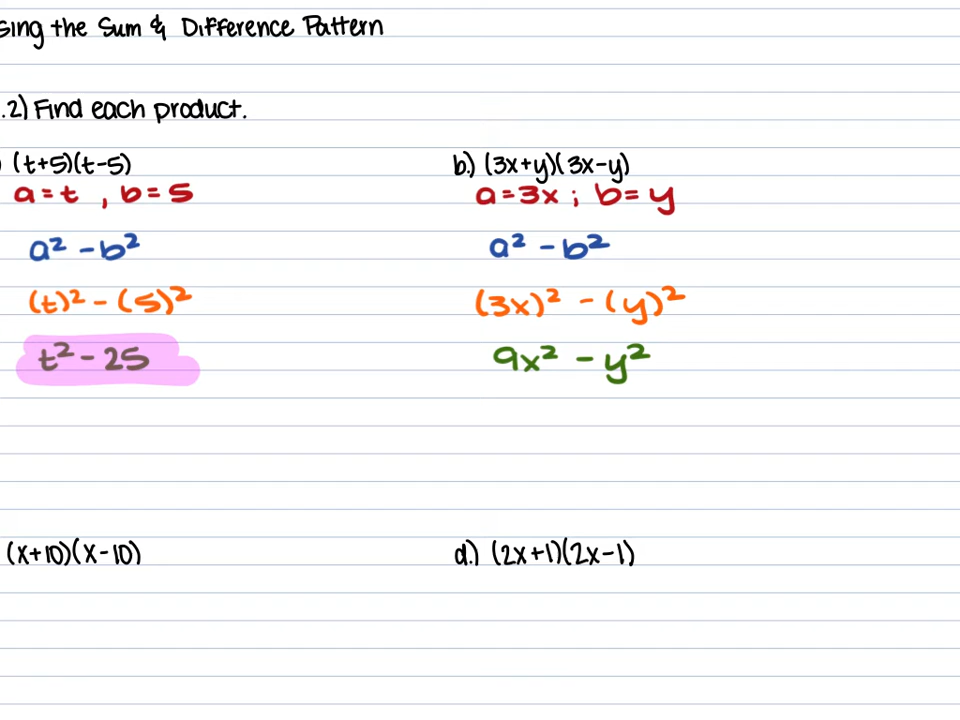 sing the Sum & Difference Pattern
.2) Find each product.
) (t+5)(t-5)
a = t , b = 5
a² - b²
(t)² - (5)²
t² - 25
b.) (3x+y)(3x-y)
a = 3x ; b = y
a² - b²
(3x)² - (y)²
9x² - y²
(x+10)(x-10)
d.) (2x+1)(2x-1)